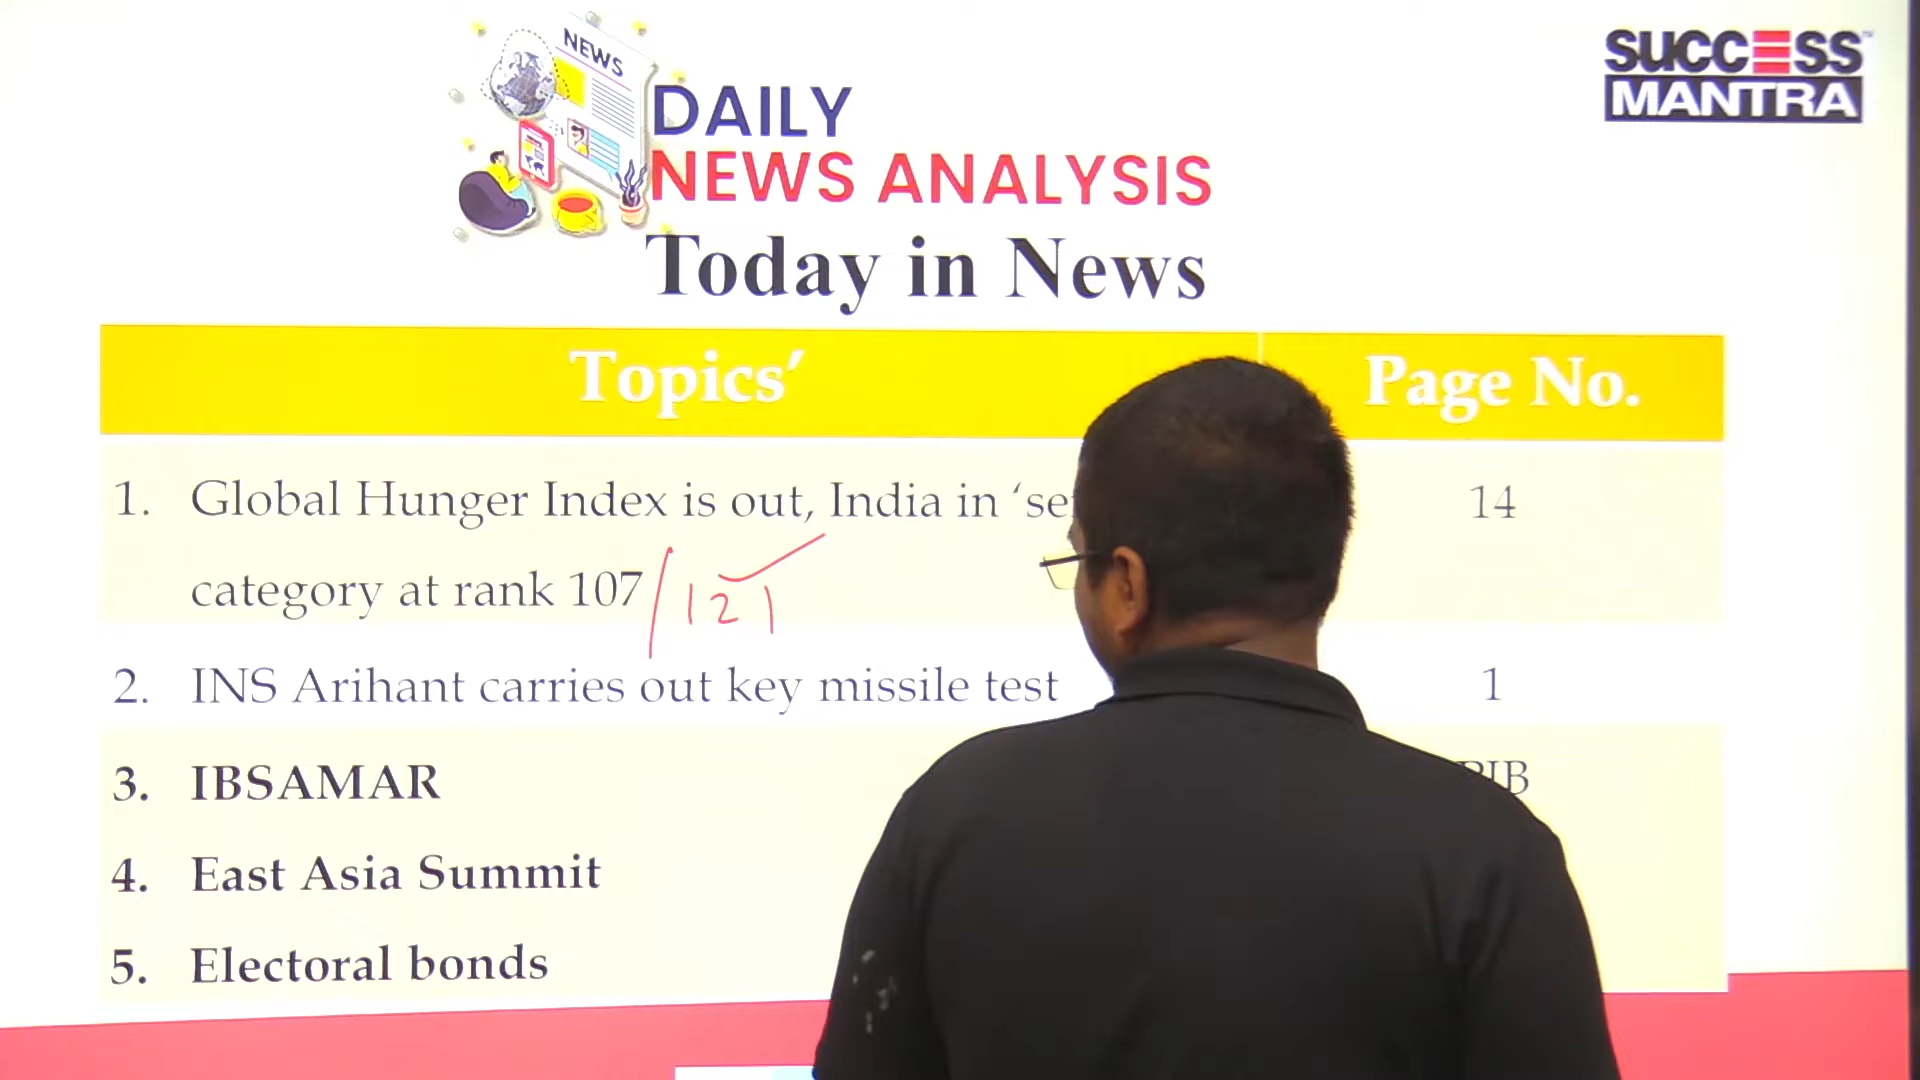 NEWS
DAILY
NEWS ANALYSIS
SUCCESS
MANTRA
Today in News
Topics’ Page No.
1. Global Hunger Index is out, India in 14
category at rank 107/121
2. INS Arihant carries out key missile test 1
3. IBSAMAR
4. East Asia Summit
5. Electoral bonds